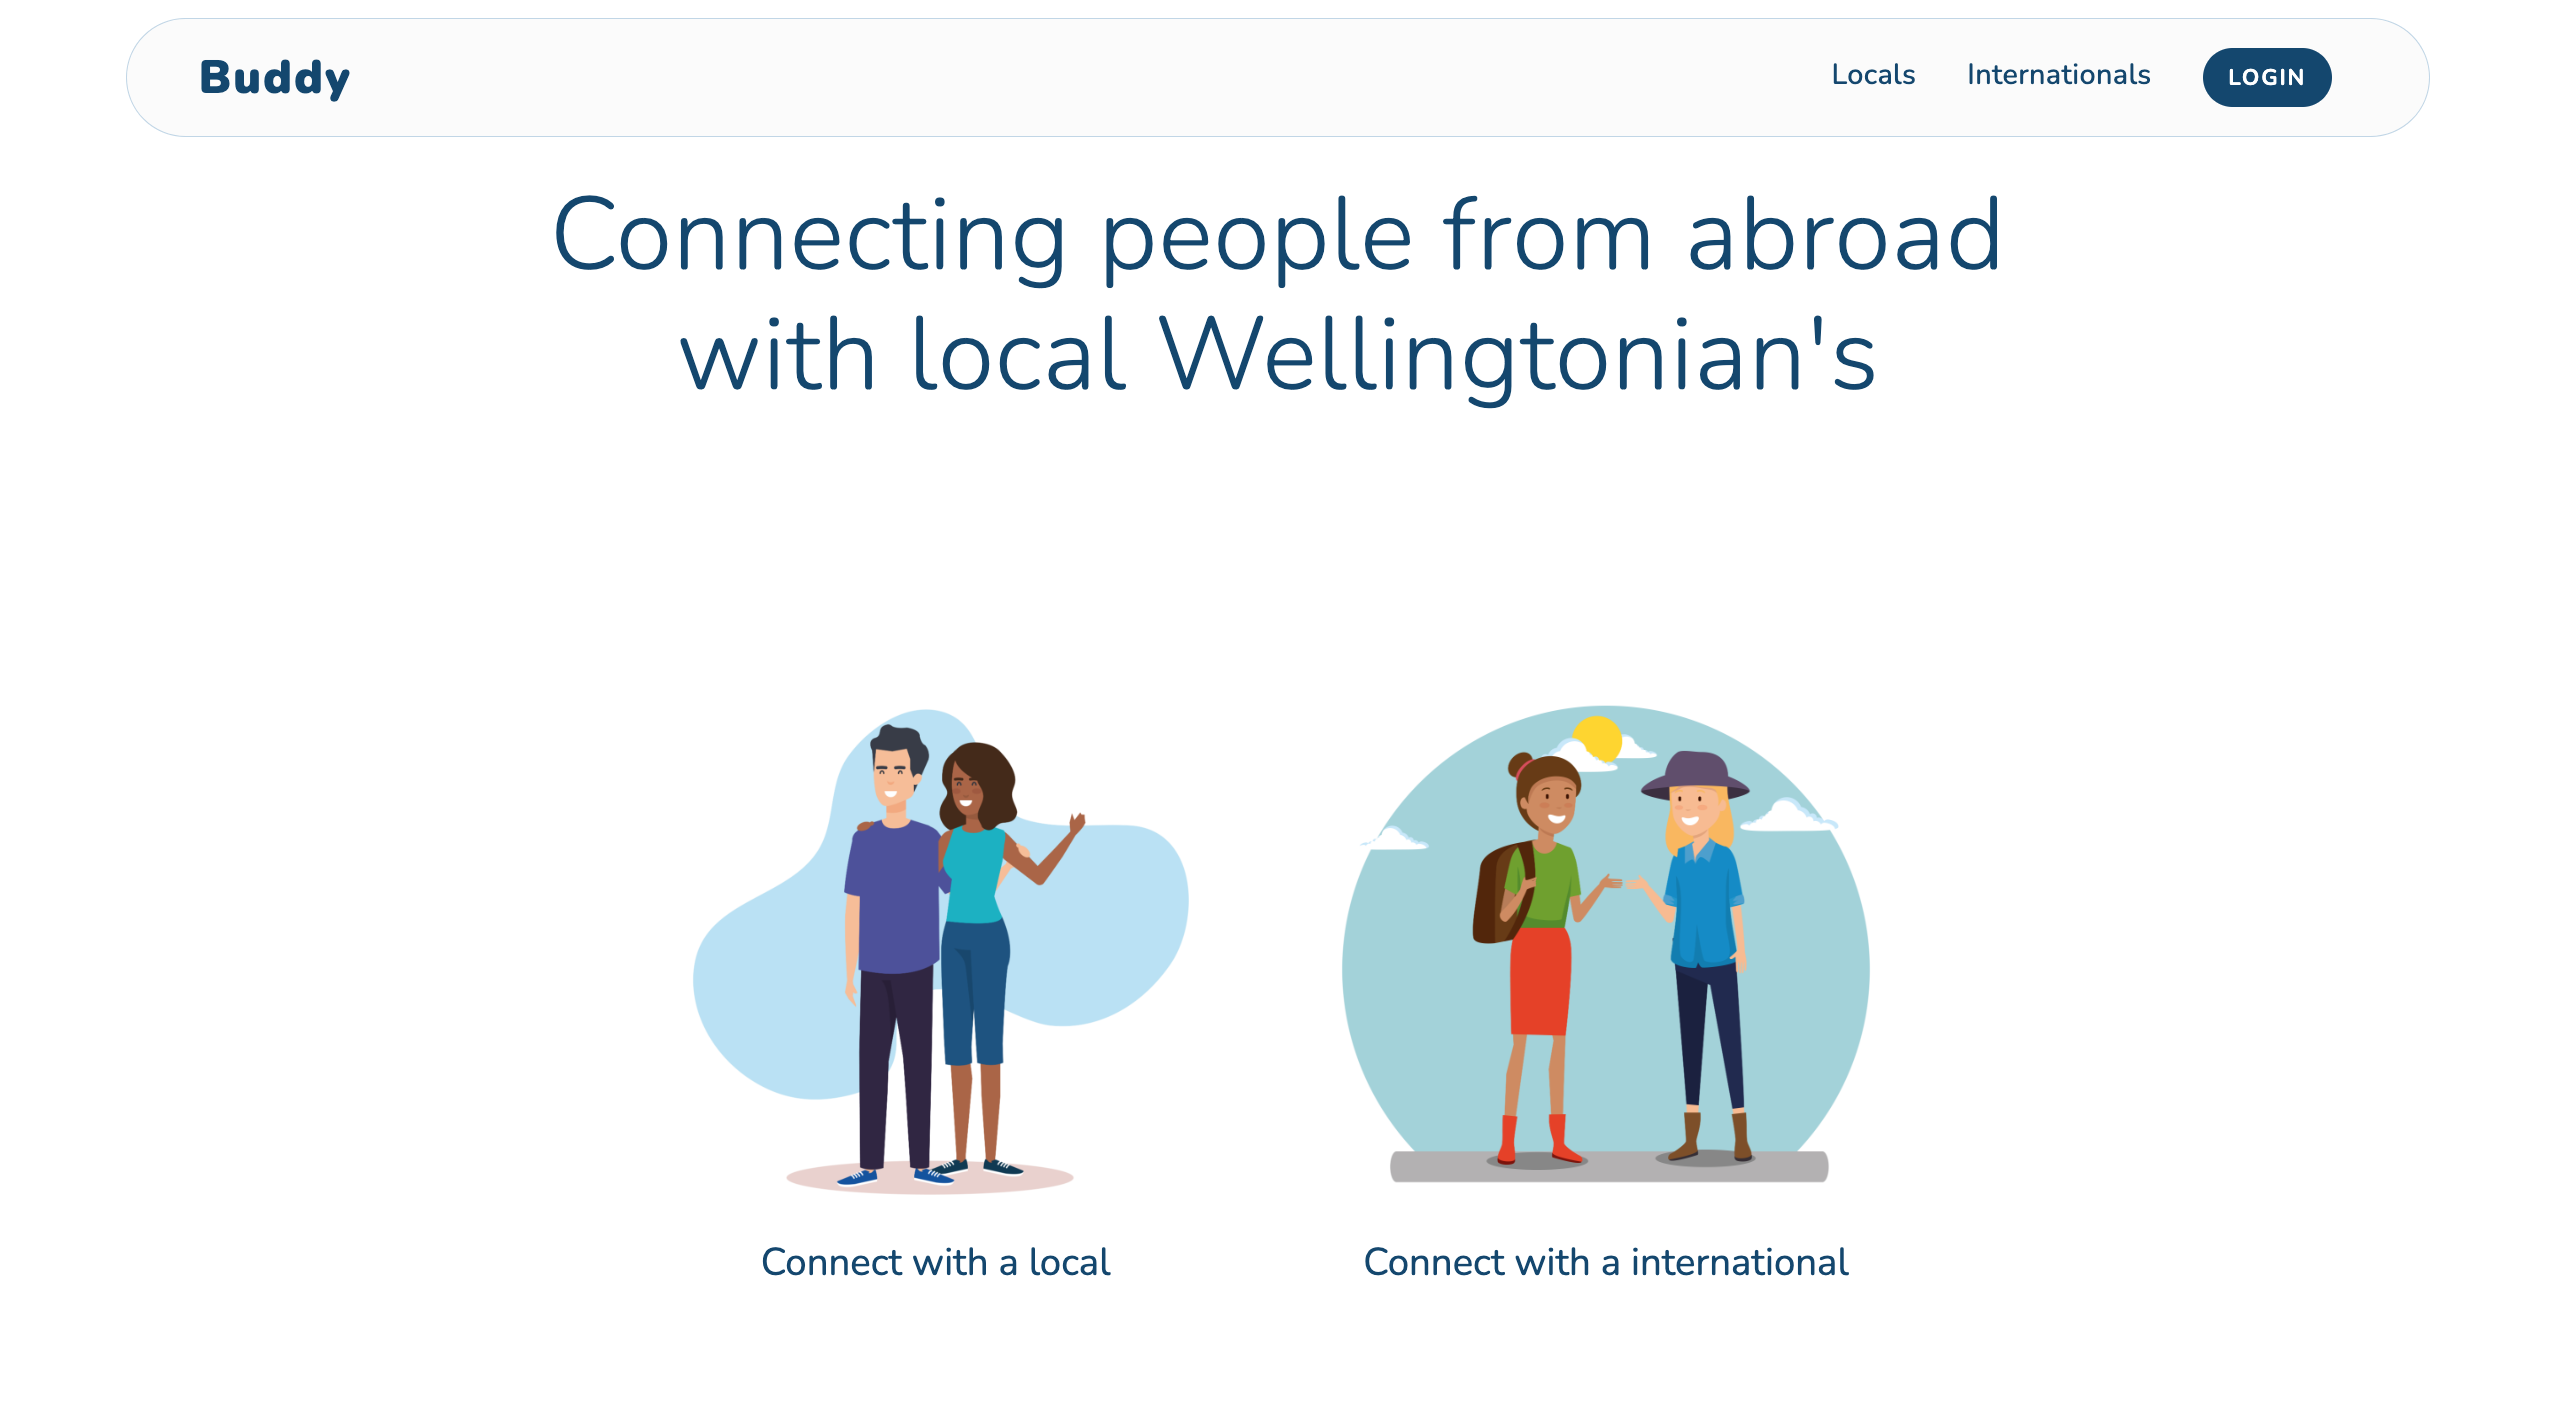 Buddy
Locals
Internationals
LOGIN
Connecting people from abroad
with local Wellingtonian's
Connect with a local
Connect with a international